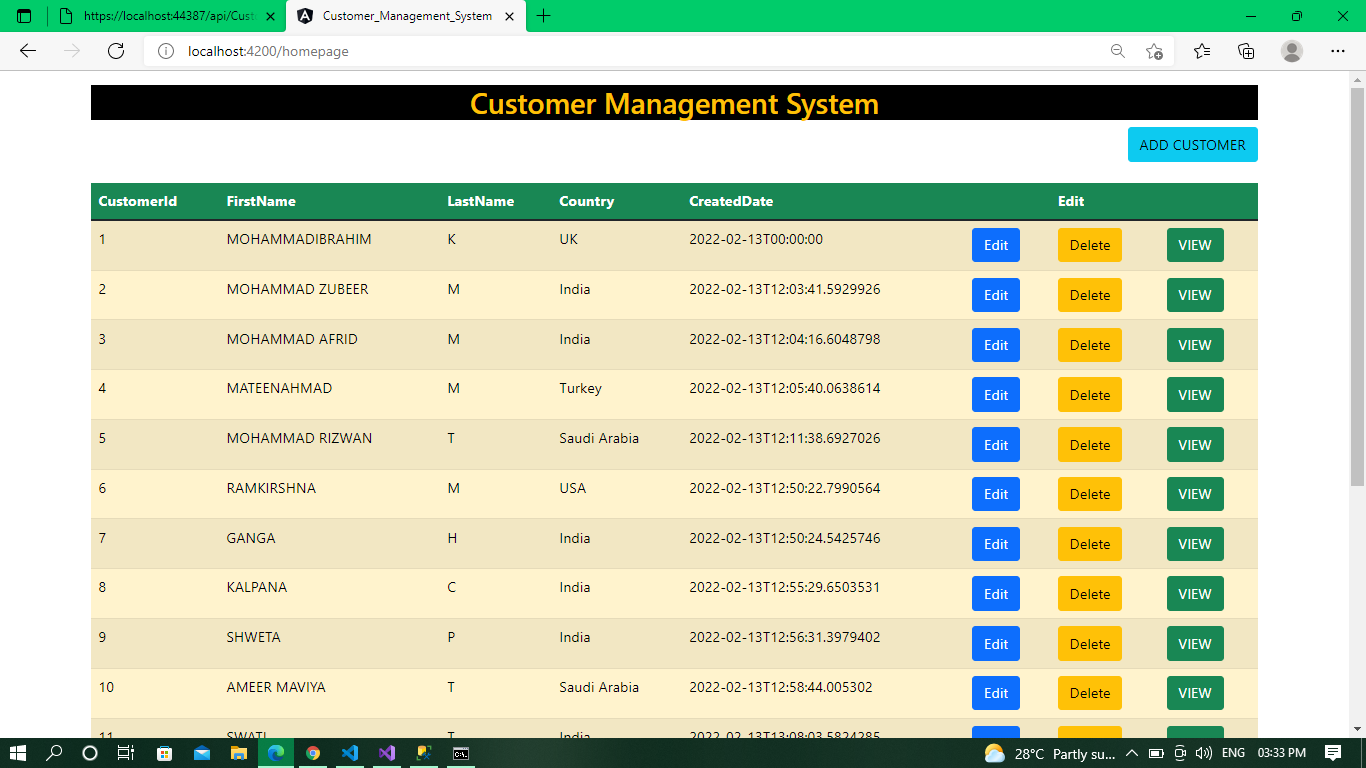 https://localhost:44387/api/Cust
Customer_Management_System
localhost:4200/homepage
Customer Management System
ADD CUSTOMER
CustomerId FirstName LastName Country CreatedDate Edit
1 MOHAMMADIBRAHIM K UK 2022-02-13T00:00:00 Edit Delete VIEW
2 MOHAMMAD ZUBEER M India 2022-02-13T12:03:41.5929926 Edit Delete VIEW
3 MOHAMMAD AFRID M India 2022-02-13T12:04:16.6048798 Edit Delete VIEW
4 MATEENAHMAD M Turkey 2022-02-13T12:05:40.0638614 Edit Delete VIEW
5 MOHAMMAD RIZWAN T Saudi Arabia 2022-02-13T12:11:38.6927026 Edit Delete VIEW
6 RAMKIRSHNA M USA 2022-02-13T12:50:22.7990564 Edit Delete VIEW
7 GANGA H India 2022-02-13T12:50:24.5425746 Edit Delete VIEW
8 KALPANA C India 2022-02-13T12:55:29.6503531 Edit Delete VIEW
9 SHWETA P India 2022-02-13T12:56:31.3979402 Edit Delete VIEW
10 AMEER MAVIYA T Saudi Arabia 2022-02-13T12:58:44.005302 Edit Delete VIEW
11 SWATI T India 2022-02-13T13:08:03.5824285
28°C Partly su... ENG 03:33 PM